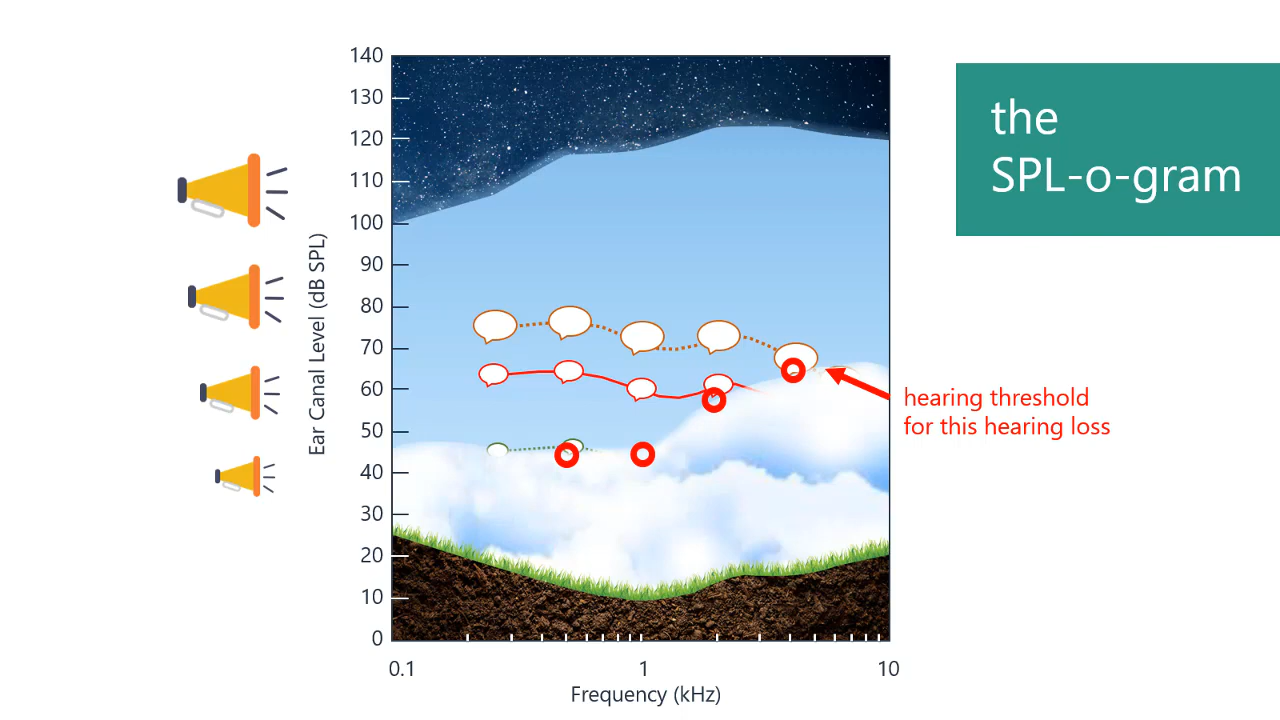 the
SPL-o-gram
140
130
120
110
100
90
80
70
60
50
40
30
20
10
0
Ear Canal Level (dB SPL)
hearing threshold
for this hearing loss
0.1 1 10
Frequency (kHz)